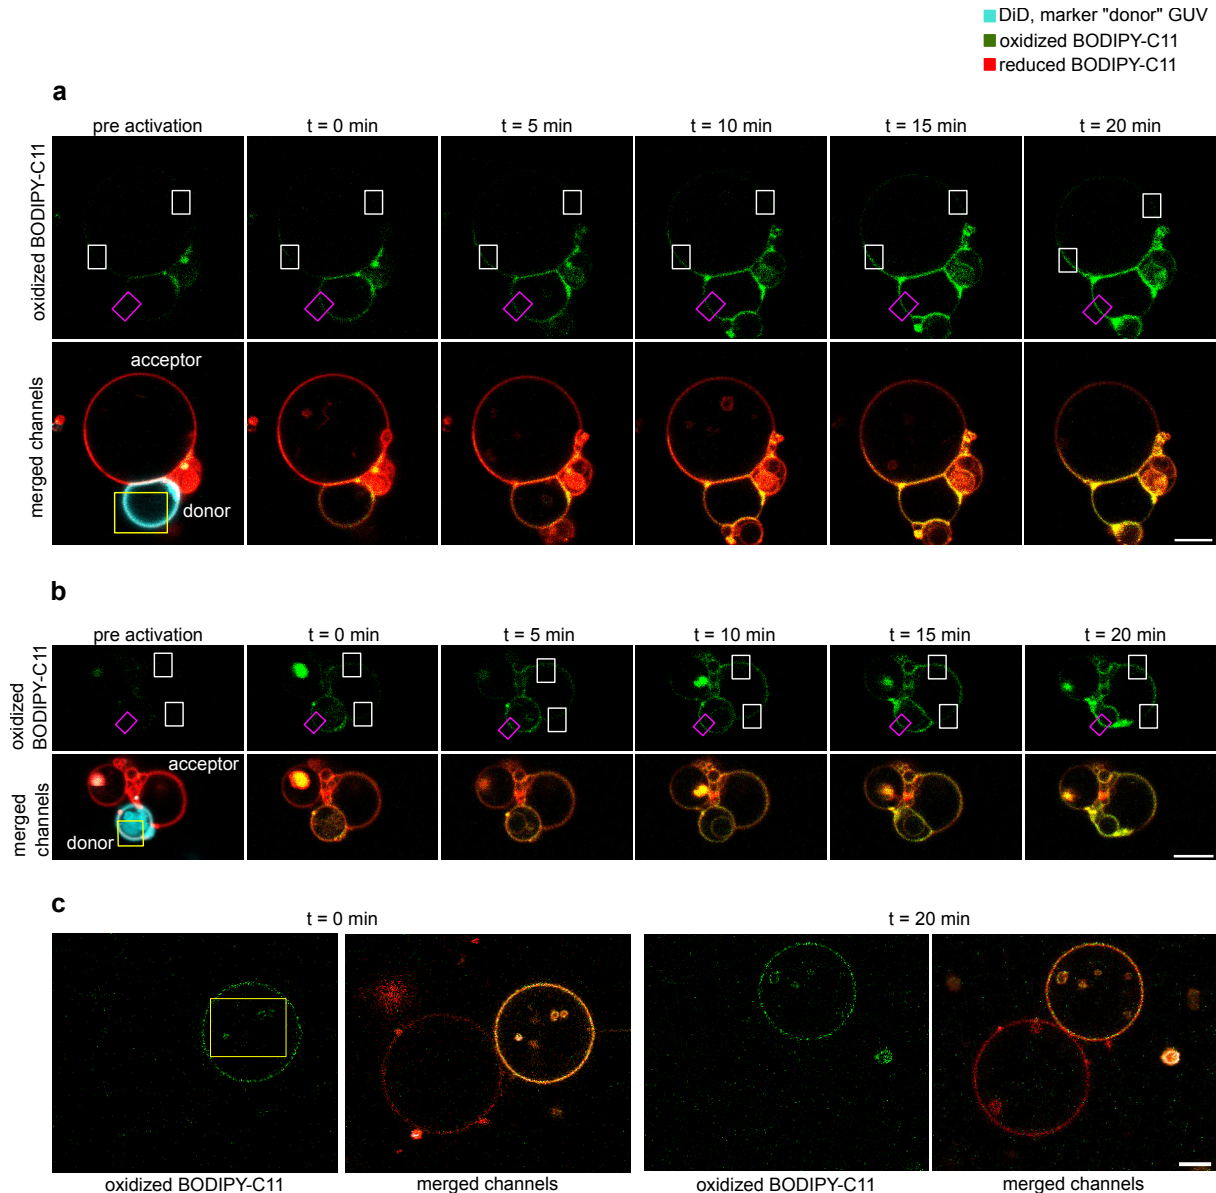 DiD, marker "donor" GUV
oxidized BODIPY-C11
reduced BODIPY-C11
a
pre activation
t = 0 min
t = 5 min
t = 10 min
t = 15 min
t = 20 min
oxidized BODIPY-C11
merged channels
acceptor
donor
b
pre activation
t = 0 min
t = 5 min
t = 10 min
t = 15 min
t = 20 min
oxidized
BODIPY-C11
merged
channels
acceptor
donor
c
t = 0 min
t = 20 min
oxidized BODIPY-C11
merged channels
oxidized BODIPY-C11
merged channels